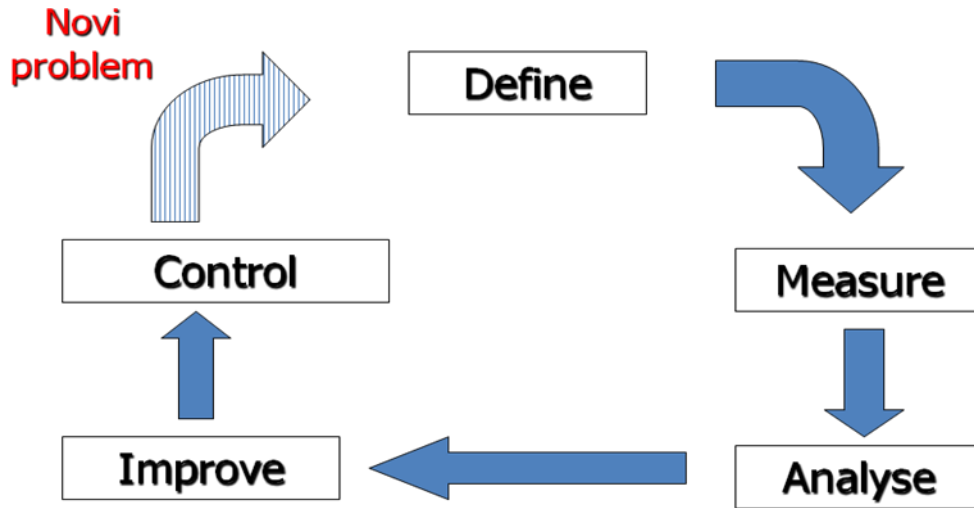 Novi
problem
Define
Control
Measure
Improve
Analyse